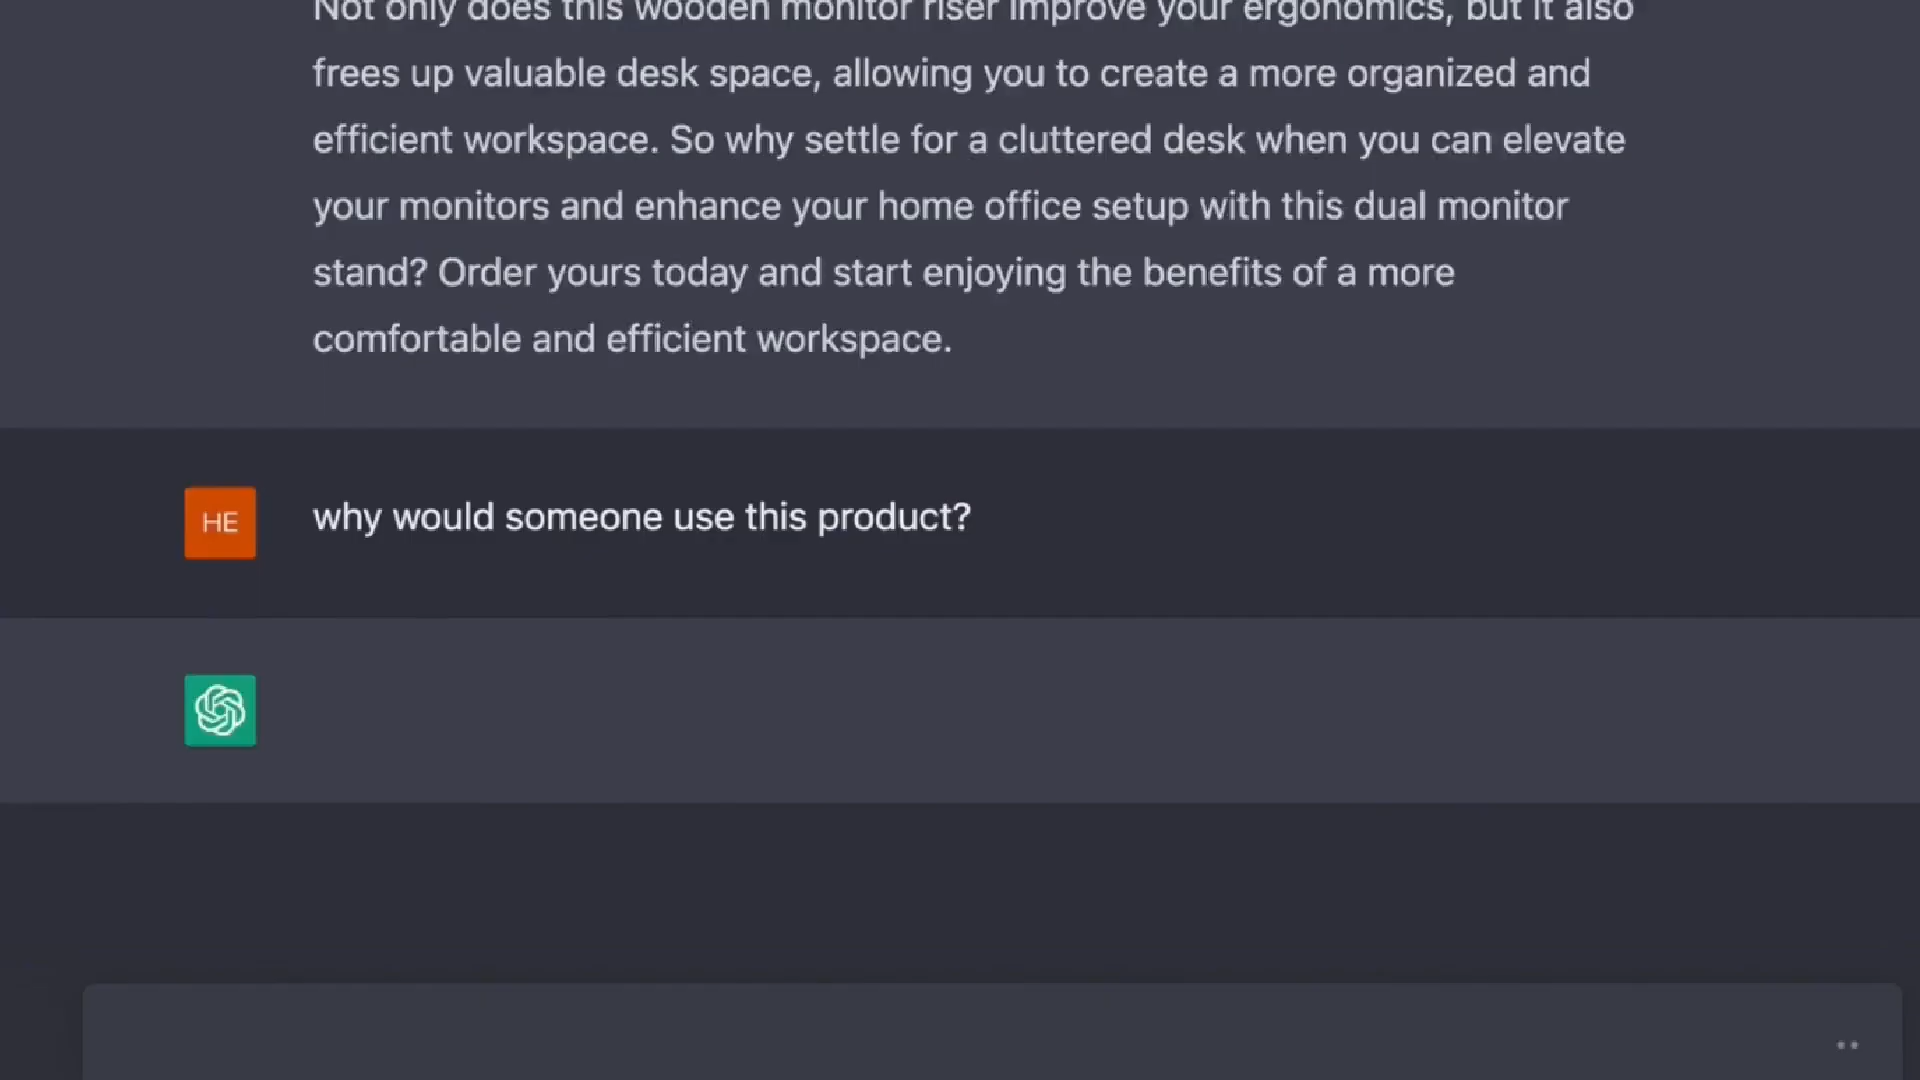 Not only does this wooden monitor riser improve your ergonomics, but it also
frees up valuable desk space, allowing you to create a more organized and
efficient workspace. So why settle for a cluttered desk when you can elevate
your monitors and enhance your home office setup with this dual monitor
stand? Order yours today and start enjoying the benefits of a more
comfortable and efficient workspace.
HE
why would someone use this product?